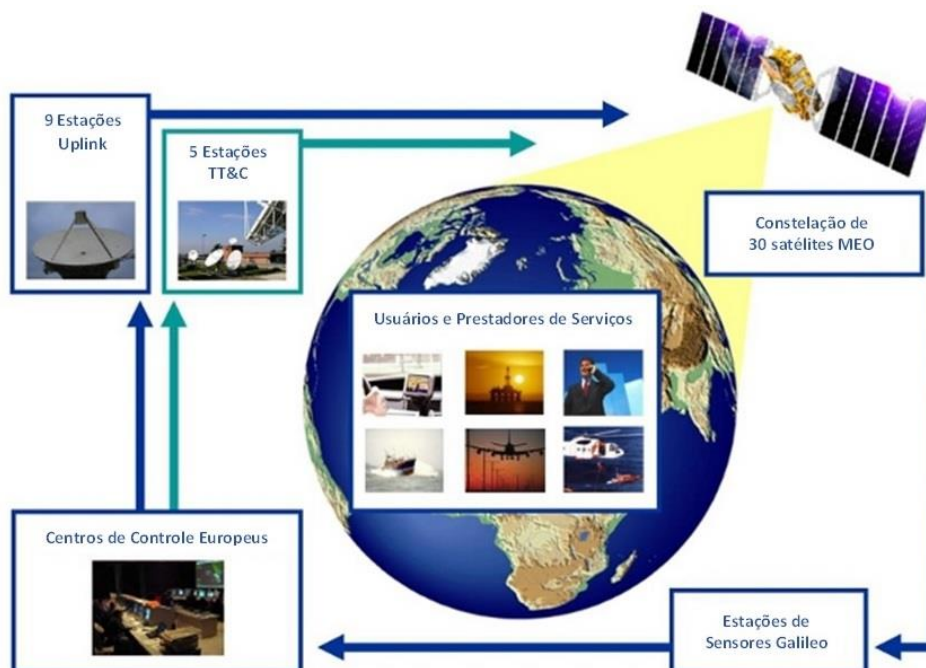 9 Estações
Uplink
5 Estações
TT&C
Constelação de
30 satélites MEO
Usuários e Prestadores de Serviços
Centros de Controle Europeus
Estações de
Sensores Galileo